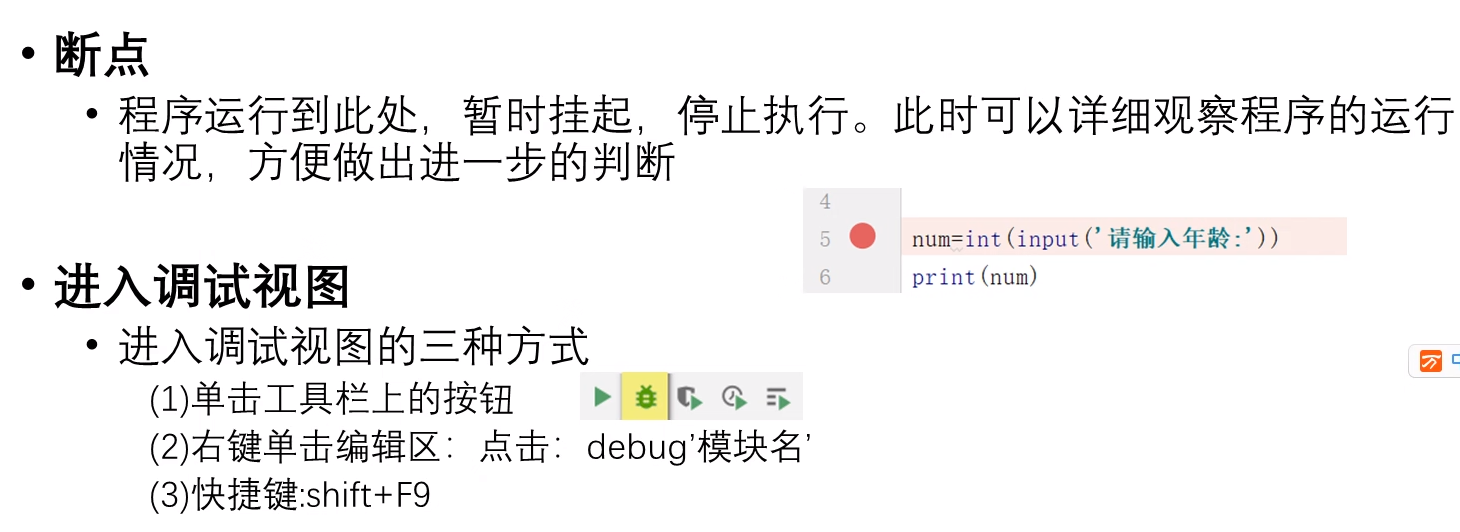 • 断点
• 程序运行到此处，暂时挂起，停止执行。此时可以详细观察程序的运行
情况，方便做出进一步的判断
4
5 num=int(input('请输入年龄:'))
6 print(num)
• 进入调试视图
• 进入调试视图的三种方式
(1)单击工具栏上的按钮
(2)右键单击编辑区：点击：debug'模块名'
(3)快捷键:shift+F9